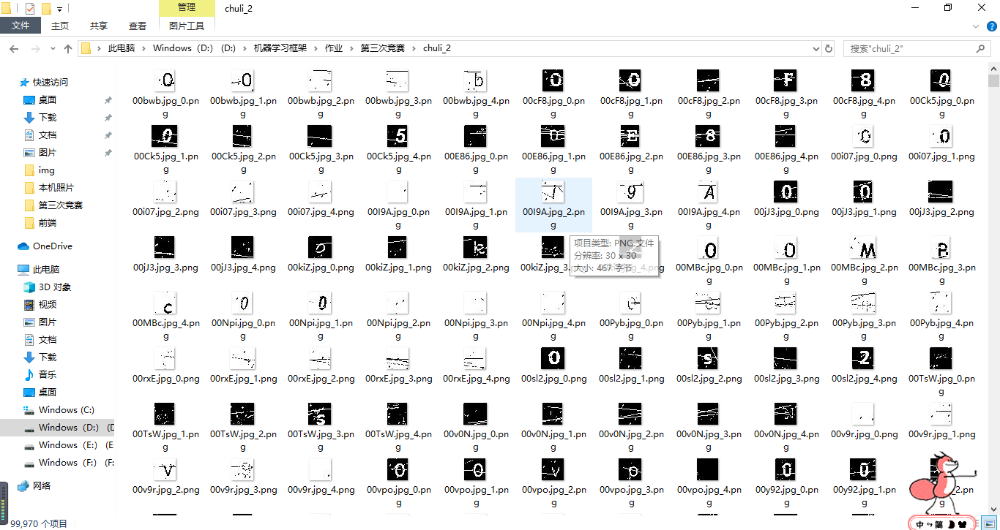 管理
chuli_2
文件
主页
共享
查看
图片工具
此电脑 › Windows (D:) (D:) › 机器学习框架 › 作业 › 第三次竞赛 › chuli_2
搜索"chuli_2"
快速访问
桌面
下载
文档
图片
img
本机照片
第三次竞赛
前端
OneDrive
此电脑
3D 对象
视频
图片
文档
下载
音乐
桌面
Windows (C:)
Windows (D:) (D
Windows (E:) (E:
Windows (F:) (F:
网络
00bwb.jpg_0.png 00bwb.jpg_1.png 00bwb.jpg_2.png 00bwb.jpg_3.png 00bwb.jpg_4.png 00cF8.jpg_0.png 00cF8.jpg_1.png 00cF8.jpg_2.png 00cF8.jpg_3.png 00cF8.jpg_4.png 00Ck5.jpg_0.png
00Ck5.jpg_1.png 00Ck5.jpg_2.png 00Ck5.jpg_3.png 00Ck5.jpg_4.png 00E86.jpg_0.png 00E86.jpg_1.png 00E86.jpg_2.png 00E86.jpg_3.png 00E86.jpg_4.png 00i07.jpg_0.png 00i07.jpg_1.png
00i07.jpg_2.png 00i07.jpg_3.png 00i07.jpg_4.png 00I9A.jpg_0.png 00I9A.jpg_1.png 00I9A.jpg_2.png 00I9A.jpg_3.png 00I9A.jpg_4.png 00jJ3.jpg_0.png 00jJ3.jpg_1.png 00jJ3.jpg_2.png
00jJ3.jpg_3.png 00jJ3.jpg_4.png 00kiZ.jpg_0.png 00kiZ.jpg_1.png 00kiZ.jpg_2.png 00kiZ.jpg_3. 00MBc.jpg_0.png 00MBc.jpg_1.png 00MBc.jpg_2.png 00MBc.jpg_3.png
项目类型: PNG 文件
分辨率: 30 x 30
大小: 467 字节
00MBc.jpg_4.png 00Npi.jpg_0.png 00Npi.jpg_1.png 00Npi.jpg_2.png 00Npi.jpg_3.png 00Npi.jpg_4.png 00Pyb.jpg_0.png 00Pyb.jpg_1.png 00Pyb.jpg_2.png 00Pyb.jpg_3.png 00Pyb.jpg_4.png
00rxE.jpg_0.png 00rxE.jpg_1.png 00rxE.jpg_2.png 00rxE.jpg_3.png 00rxE.jpg_4.png 00sl2.jpg_0.png 00sl2.jpg_1.png 00sl2.jpg_2.png 00sl2.jpg_3.png 00sl2.jpg_4.png 00TsW.jpg_0.png
00TsW.jpg_1.png 00TsW.jpg_2.png 00TsW.jpg_3.png 00TsW.jpg_4.png 00v0N.jpg_0.png 00v0N.jpg_1.png 00v0N.jpg_2.png 00v0N.jpg_3.png 00v0N.jpg_4.png 00v9r.jpg_0.png 00v9r.jpg_1.png
00v9r.jpg_2.png 00v9r.jpg_3.png 00v9r.jpg_4.png 00vpo.jpg_0.png 00vpo.jpg_1.png 00vpo.jpg_2.png 00vpo.jpg_3.png 00vpo.jpg_4.png 00y92.jpg_0.png 00y92.jpg_1.png _2.png
99,970 个项目
中 简